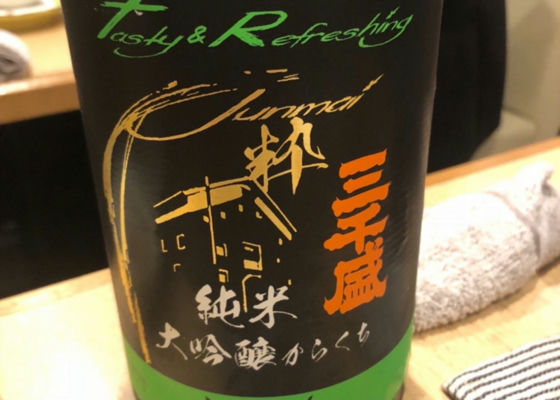 Tasty & Refreshing
Junmai
粋
三千盛
純米
大吟醸からくち